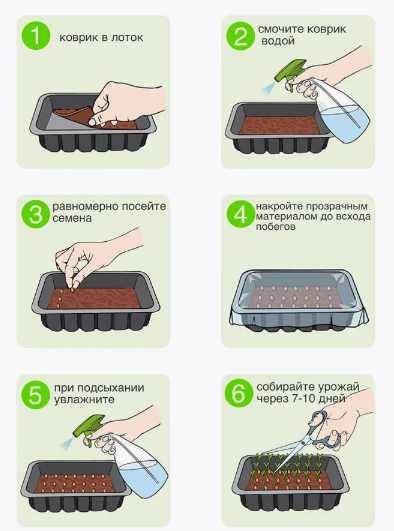 1 коврик в лоток
2 смочите коврик
водой
3 равномерно посейте
семена
4 накройте прозрачным
материалом до всхода
побегов
5 при подсыхании
увлажните
6 собирайте урожай
через 7-10 дней